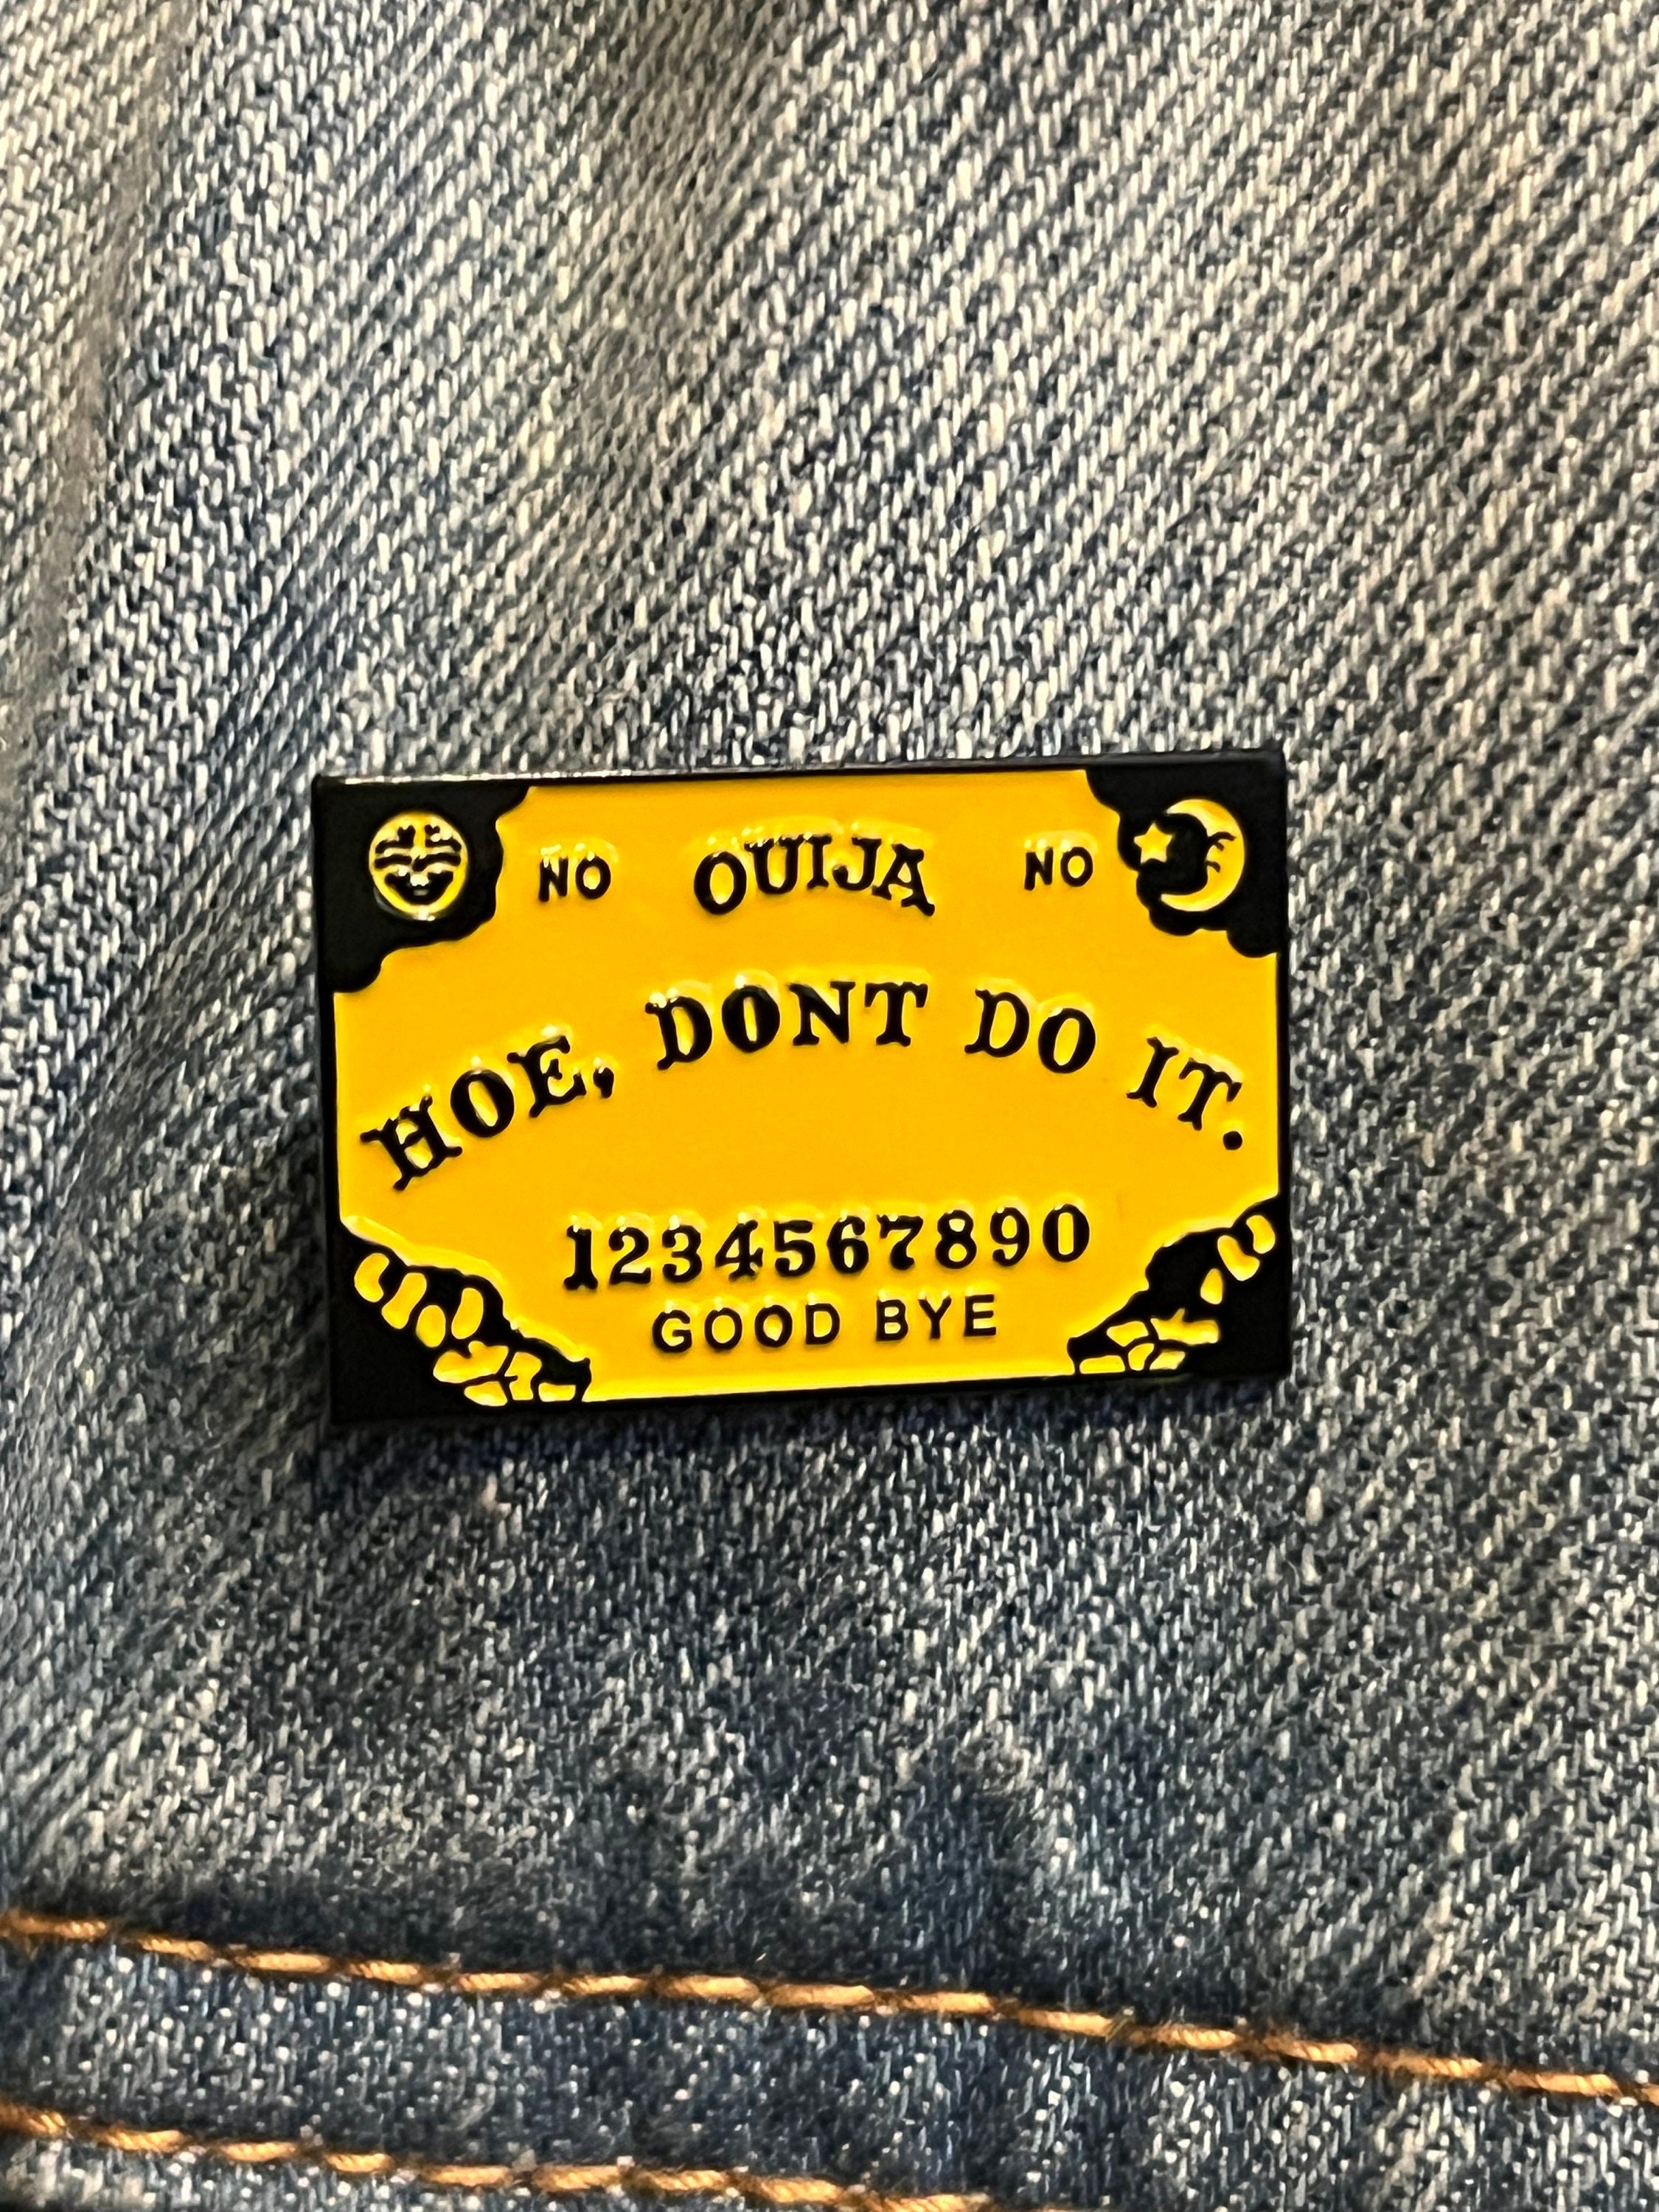 NO OUIJA NO
HOE, DONT DO IT.
1234567890
GOOD BYE